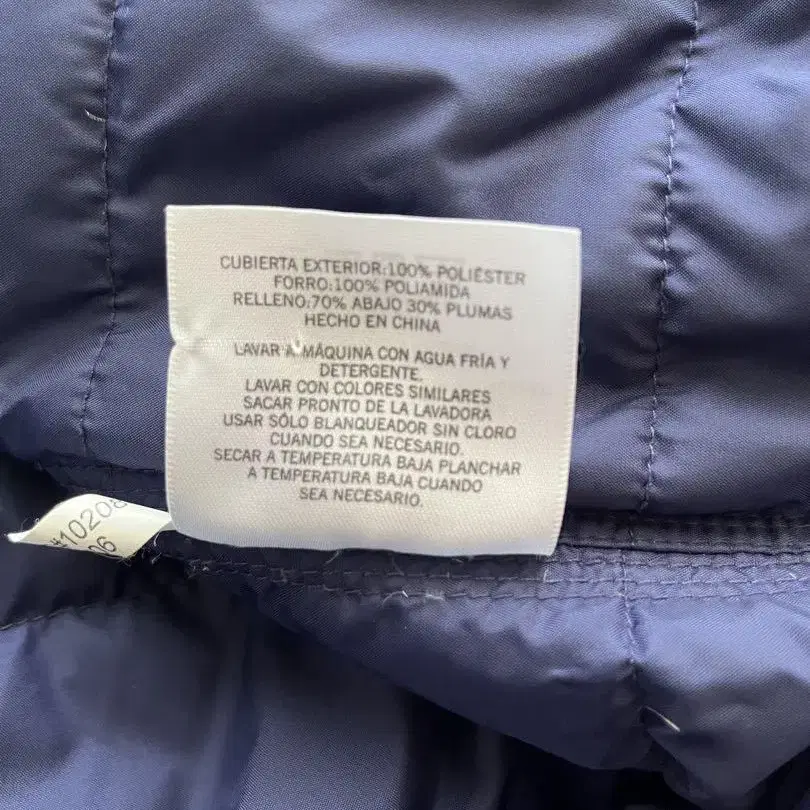 CUBIERTA EXTERIOR:100% POLIÉSTER
FORRO:100% POLIAMIDA
RELLENO:70% ABAJO 30% PLUMAS
HECHO EN CHINA
LAVAR A MÁQUINA CON AGUA FRÍA Y
DETERGENTE.
LAVAR CON COLORES SIMILARES
SACAR PRONTO DE LA LAVADORA
USAR SÓLO BLANQUEADOR SIN CLORO
CUANDO SEA NECESARIO.
SECAR A TEMPERATURA BAJA PLANCHAR
A TEMPERATURA BAJA CUANDO
SEA NECESARIO.
#10208
06